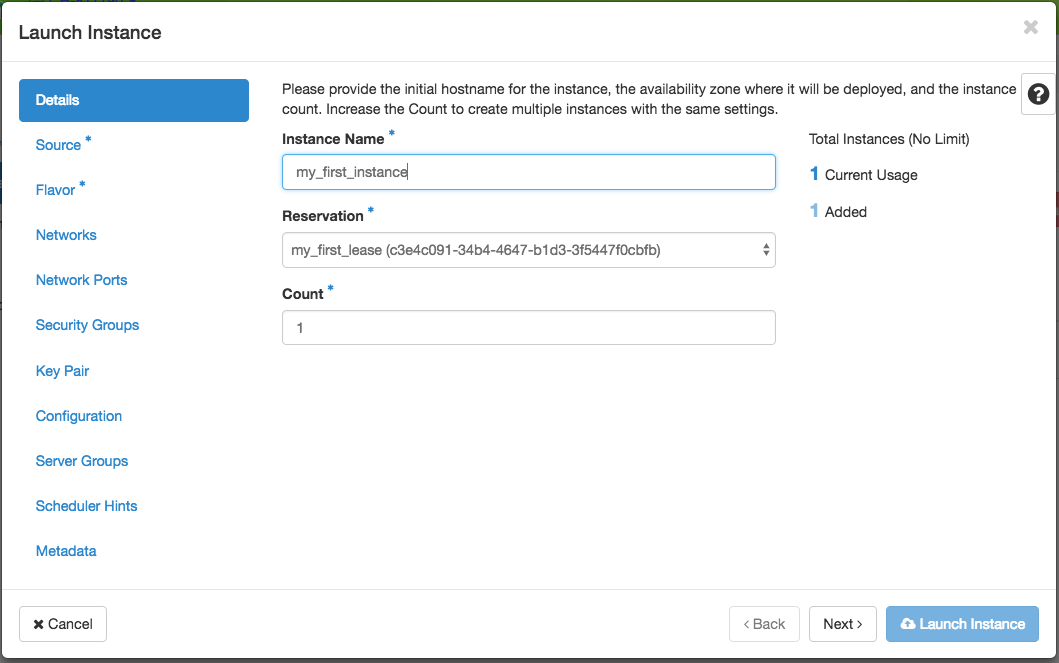 Launch Instance
×
Details
Source *
Flavor *
Networks
Network Ports
Security Groups
Key Pair
Configuration
Server Groups
Scheduler Hints
Metadata
Please provide the initial hostname for the instance, the availability zone where it will be deployed, and the instance
count. Increase the Count to create multiple instances with the same settings.
?
Instance Name *
my_first_instance
Reservation *
my_first_lease (c3e4c091-34b4-4647-b1d3-3f5447f0cbfb)
Count *
1
Total Instances (No Limit)
1 Current Usage
1 Added
× Cancel
‹ Back
Next ›
Launch Instance